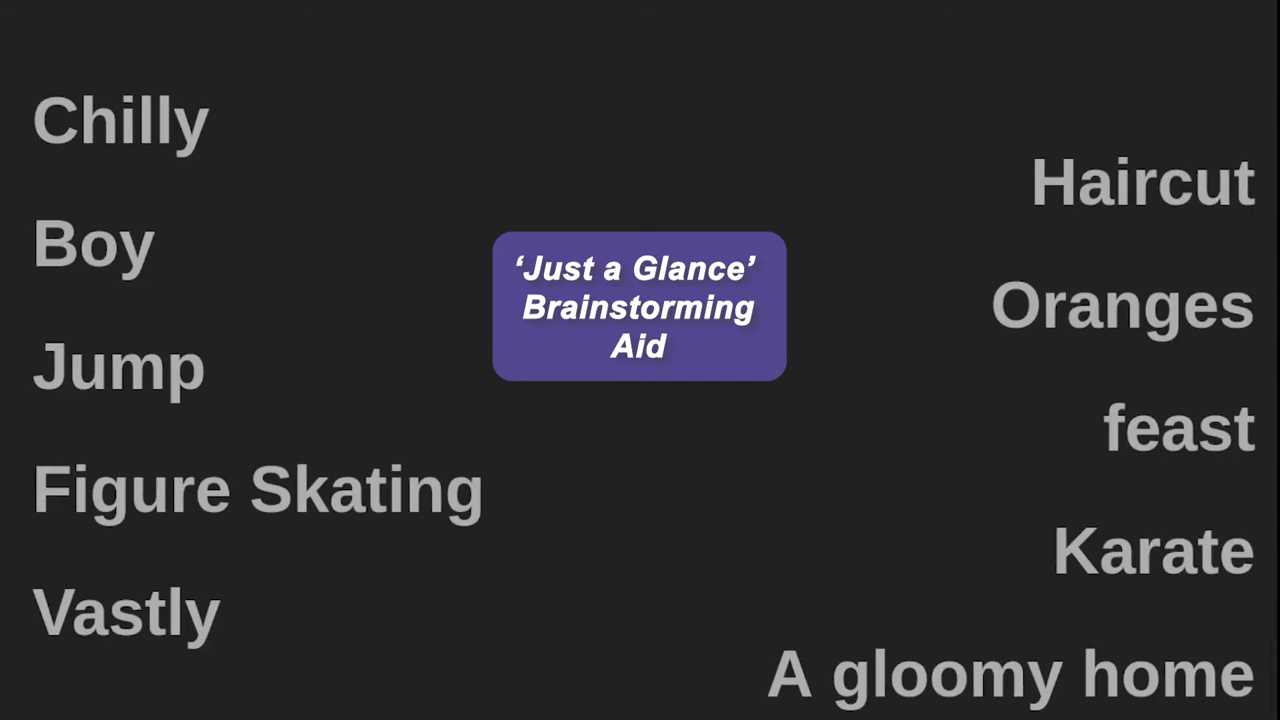 Chilly
Haircut
Boy
‘Just a Glance’
Brainstorming
Aid
Oranges
Jump
feast
Figure Skating
Karate
Vastly
A gloomy home